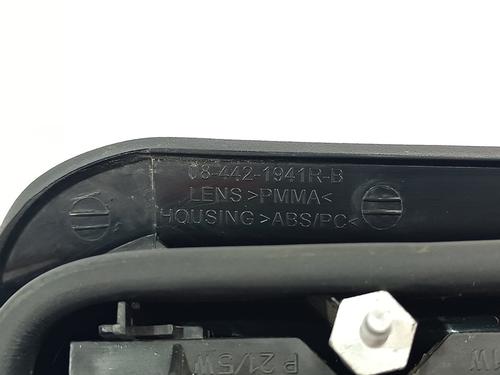 08-442-1941R-B
LENS >PMMA<
HOUSING >ABS/PC<
P 21/5W